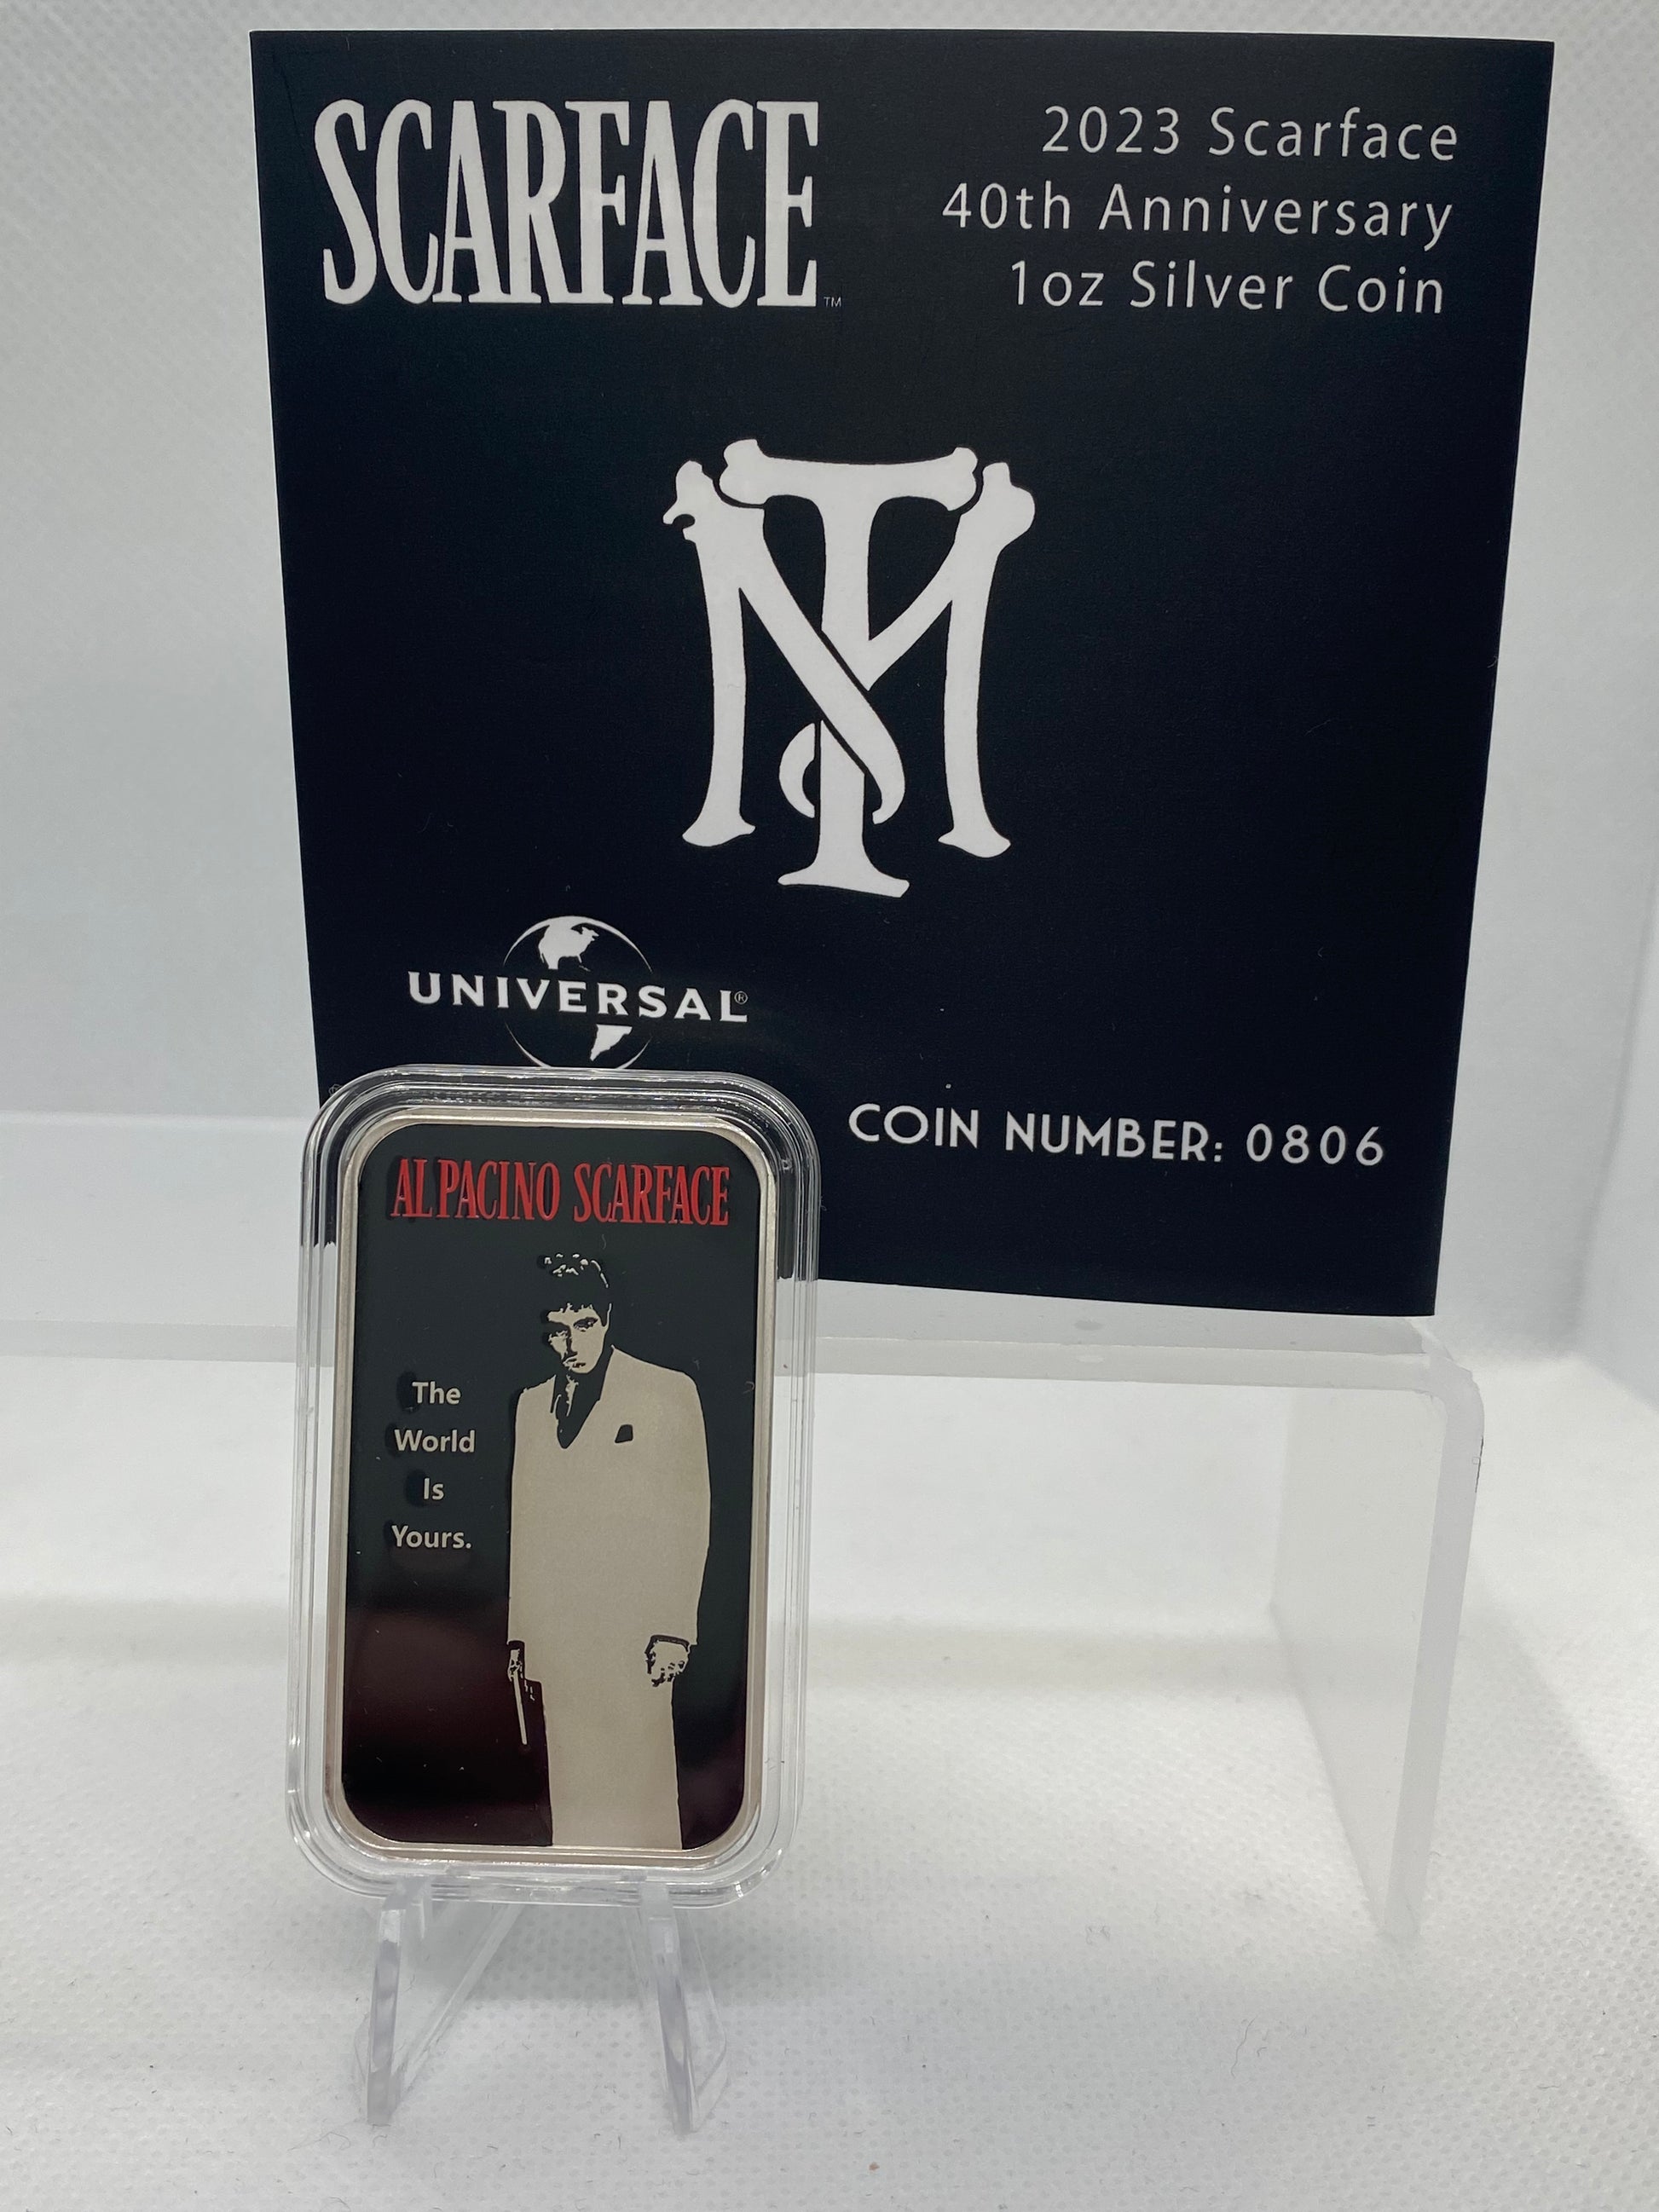 SCARFACE™
2023 Scarface
40th Anniversary
1oz Silver Coin
TM
UNIVERSAL®
COIN NUMBER: 0806
AL PACINO SCARFACE
The
World
Is
Yours.